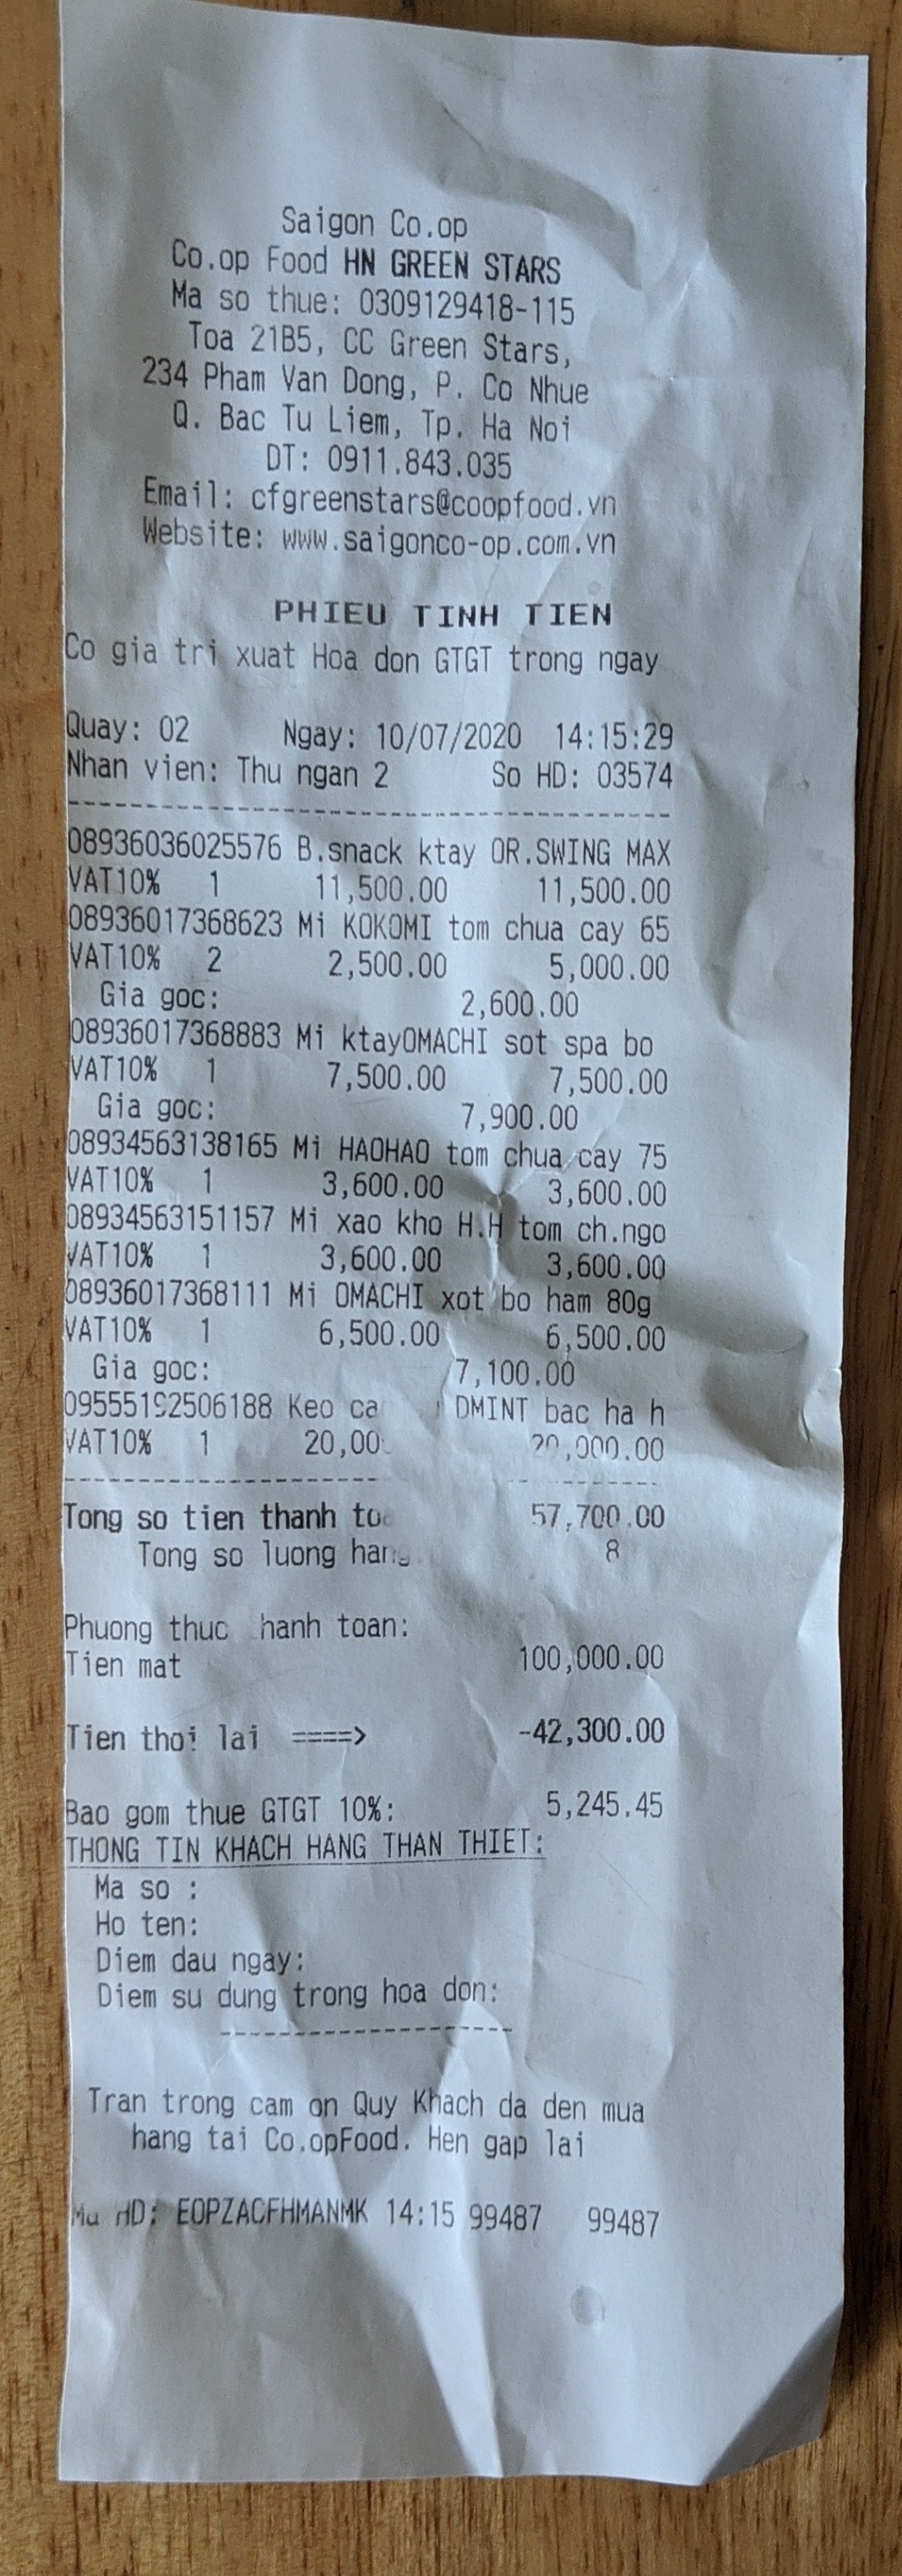 Saigon Co.op
Co.op Food HN GREEN STARS
Ma so thue: 0309129418-115
Toa 21B5, CC Green Stars,
234 Pham Van Dong, P. Co Nhue
Q. Bac Tu Liem, Tp. Ha Noi
DT: 0911.843.035
Email: cfgreenstars@coopfood.vn
Website: www.saigonco-op.com.vn
PHIEU TINH TIEN
Co gia tri xuat Hoa don GTGT trong ngay
Quay: 02 Ngay: 10/07/2020 14:15:29
Nhan vien: Thu ngan 2 So HD: 03574
08936036025576 B.snack ktay OR.SWING MAX
VAT10% 1 11,500.00 11,500.00
08936017368623 Mi KOKOMI tom chua cay 65
VAT10% 2 2,500.00 5,000.00
Gia goc: 2,600.00
08936017368883 Mi ktayOMACHI sot spa bo
VAT10% 1 7,500.00 7,500.00
Gia goc: 7,900.00
08934563138165 Mi HAOHAO tom chua cay 75
VAT10% 1 3,600.00 3,600.00
08934563151157 Mi xao kho H.H tom ch.ngo
VAT10% 1 3,600.00 3,600.00
08936017368111 Mi OMACHI xot bo ham 80g
VAT10% 1 6,500.00 6,500.00
Gia goc: 7,100.00
09555192506188 Keo DMINT bac ha h
VAT10% 1 20,000.00
Tong so tien thanh 57,700.00
Tong so luong hang 8
Phuong hanh toan:
Tien mat 100,000.00
Tien thoi lai ====> -42,300.00
Bao gom thue GTGT 10%: 5,245.45
THONG TIN KHACH HANG THAN THIET:
Ma so :
Ho ten:
Diem dau ngay:
Diem su dung trong hoa don:
Tran trong cam on Quy Khach da den mua
hang tai Co.opFood. Hen gap lai
HD: EOPZACFHMANMK 14:15 99487 99487